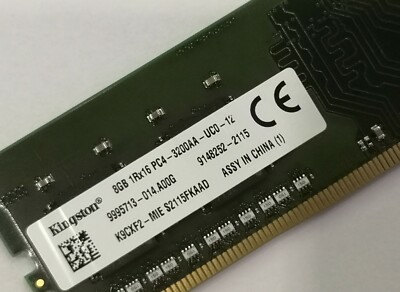 Kingston
8GB 1Rx16 PC4-3200AA-UC0-12
9995713-014.A00G 9148252-2115
K9CXF2-MIE S2115FKAAD ASSY IN CHINA (1)
CE